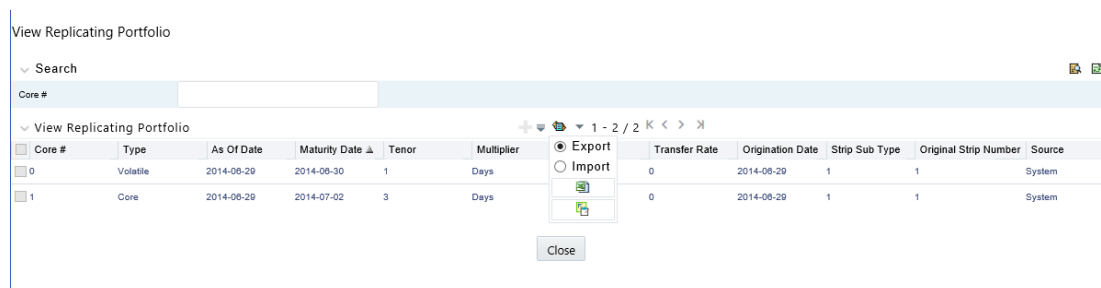 View Replicating Portfolio
Search
Core #
View Replicating Portfolio 1 - 2 / 2
Core # Type As Of Date Maturity Date Tenor Multiplier Export Transfer Rate Origination Date Strip Sub Type Original Strip Number Source
Import
0 Volatile 2014-06-29 2014-06-30 1 Days 0 2014-06-29 1 1 System
1 Core 2014-06-29 2014-07-02 3 Days 0 2014-06-29 1 1 System
Close